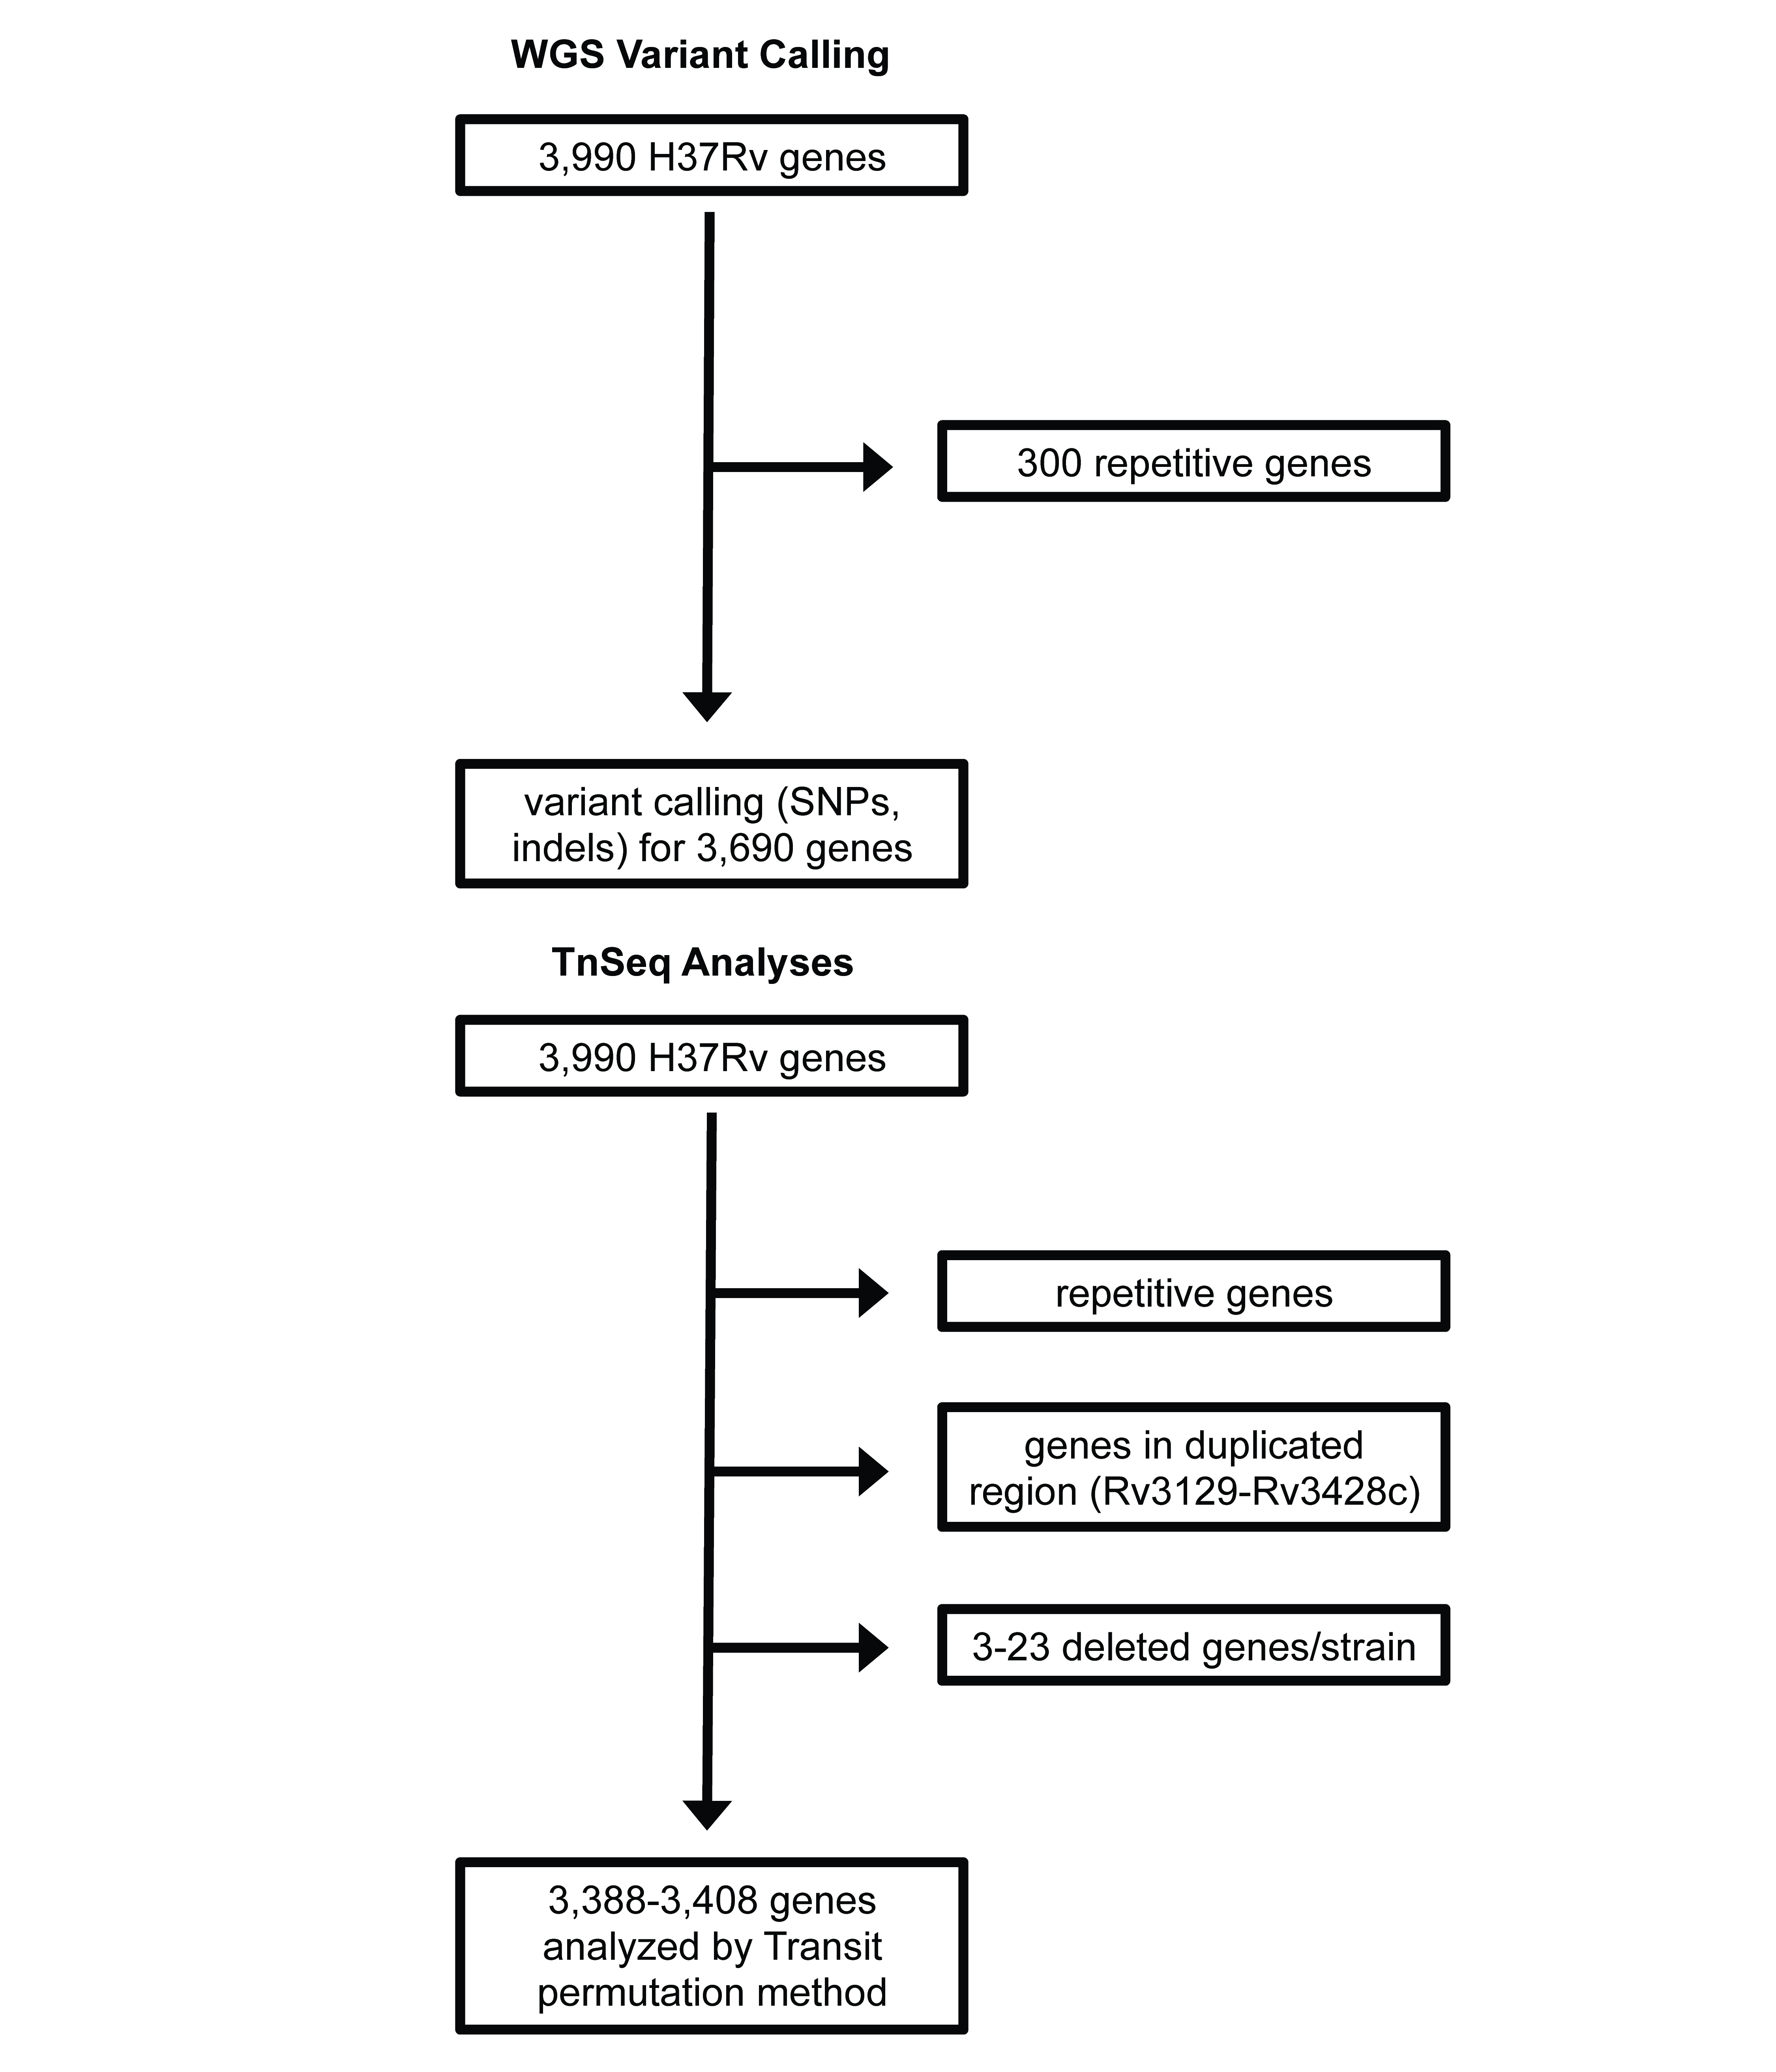 WGS Variant Calling
3,990 H37Rv genes
300 repetitive genes
variant calling (SNPs,
indels) for 3,690 genes
TnSeq Analyses
3,990 H37Rv genes
repetitive genes
genes in duplicated
region (Rv3129-Rv3428c)
3-23 deleted genes/strain
3,388-3,408 genes
analyzed by Transit
permutation method